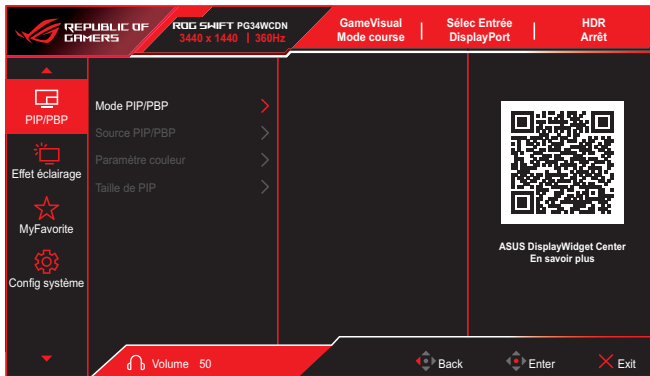 REPUBLIC OF
GAMERS
ROG SWIFT PG34WCDN
3440 x 1440 | 360Hz
GameVisual
Mode course
Sélec Entrée
DisplayPort
HDR
Arrêt
PIP/PBP
Effet éclairage
MyFavorite
Config système
Mode PIP/PBP
Source PIP/PBP
Paramètre couleur
Taille de PIP
ASUS DisplayWidget Center
En savoir plus
Volume 50
Back
Enter
Exit